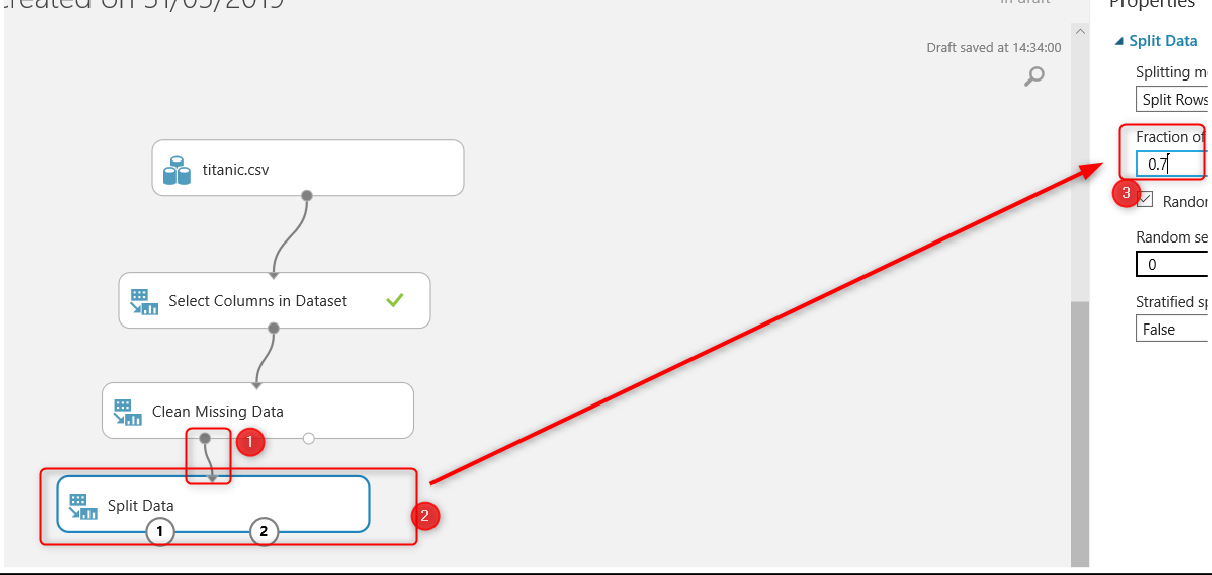 created on 31/05/2019
In draft
Properties
Draft saved at 14:34:00
Split Data
Splitting m
Split Rows
Fraction of
0.7
3
Random
Random se
0
Stratified sp
False
titanic.csv
Select Columns in Dataset
Clean Missing Data
1
Split Data
2
1
2